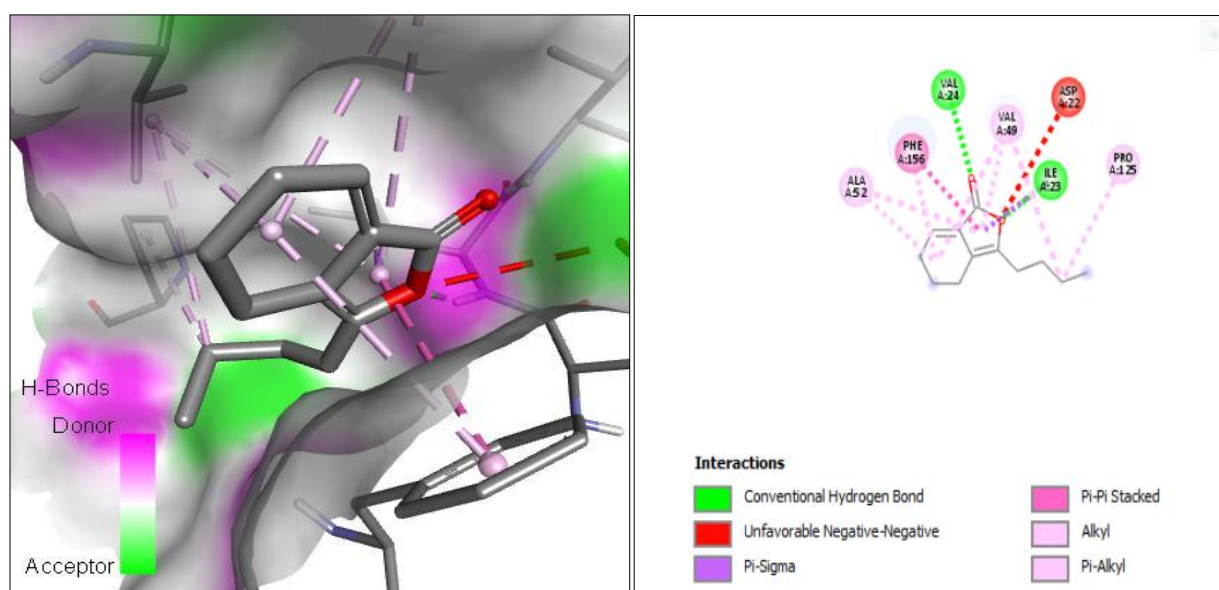 H-Bonds
Donor
Acceptor
VAL
A:24
ASP
A:22
VAL
A:49
PHE
A:156
PRO
A:125
ILE
A:23
ALA
A:52
Interactions
Conventional Hydrogen Bond
Unfavorable Negative-Negative
Pi-Sigma
Pi-Pi Stacked
Alkyl
Pi-Alkyl